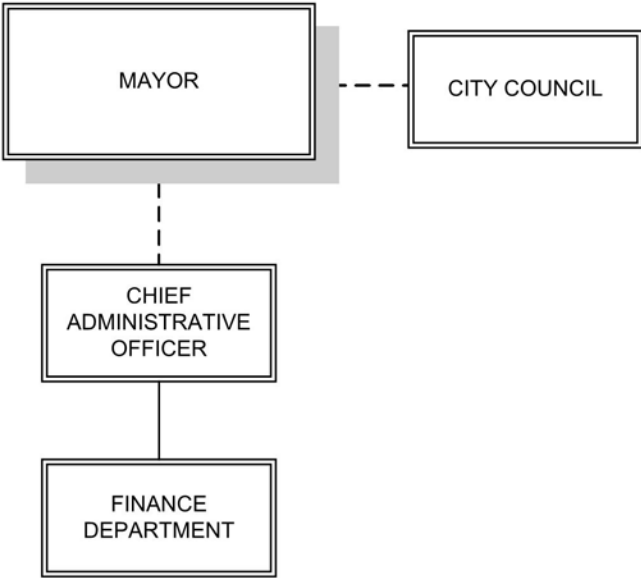 MAYOR
CITY COUNCIL
CHIEF
ADMINISTRATIVE
OFFICER
FINANCE
DEPARTMENT